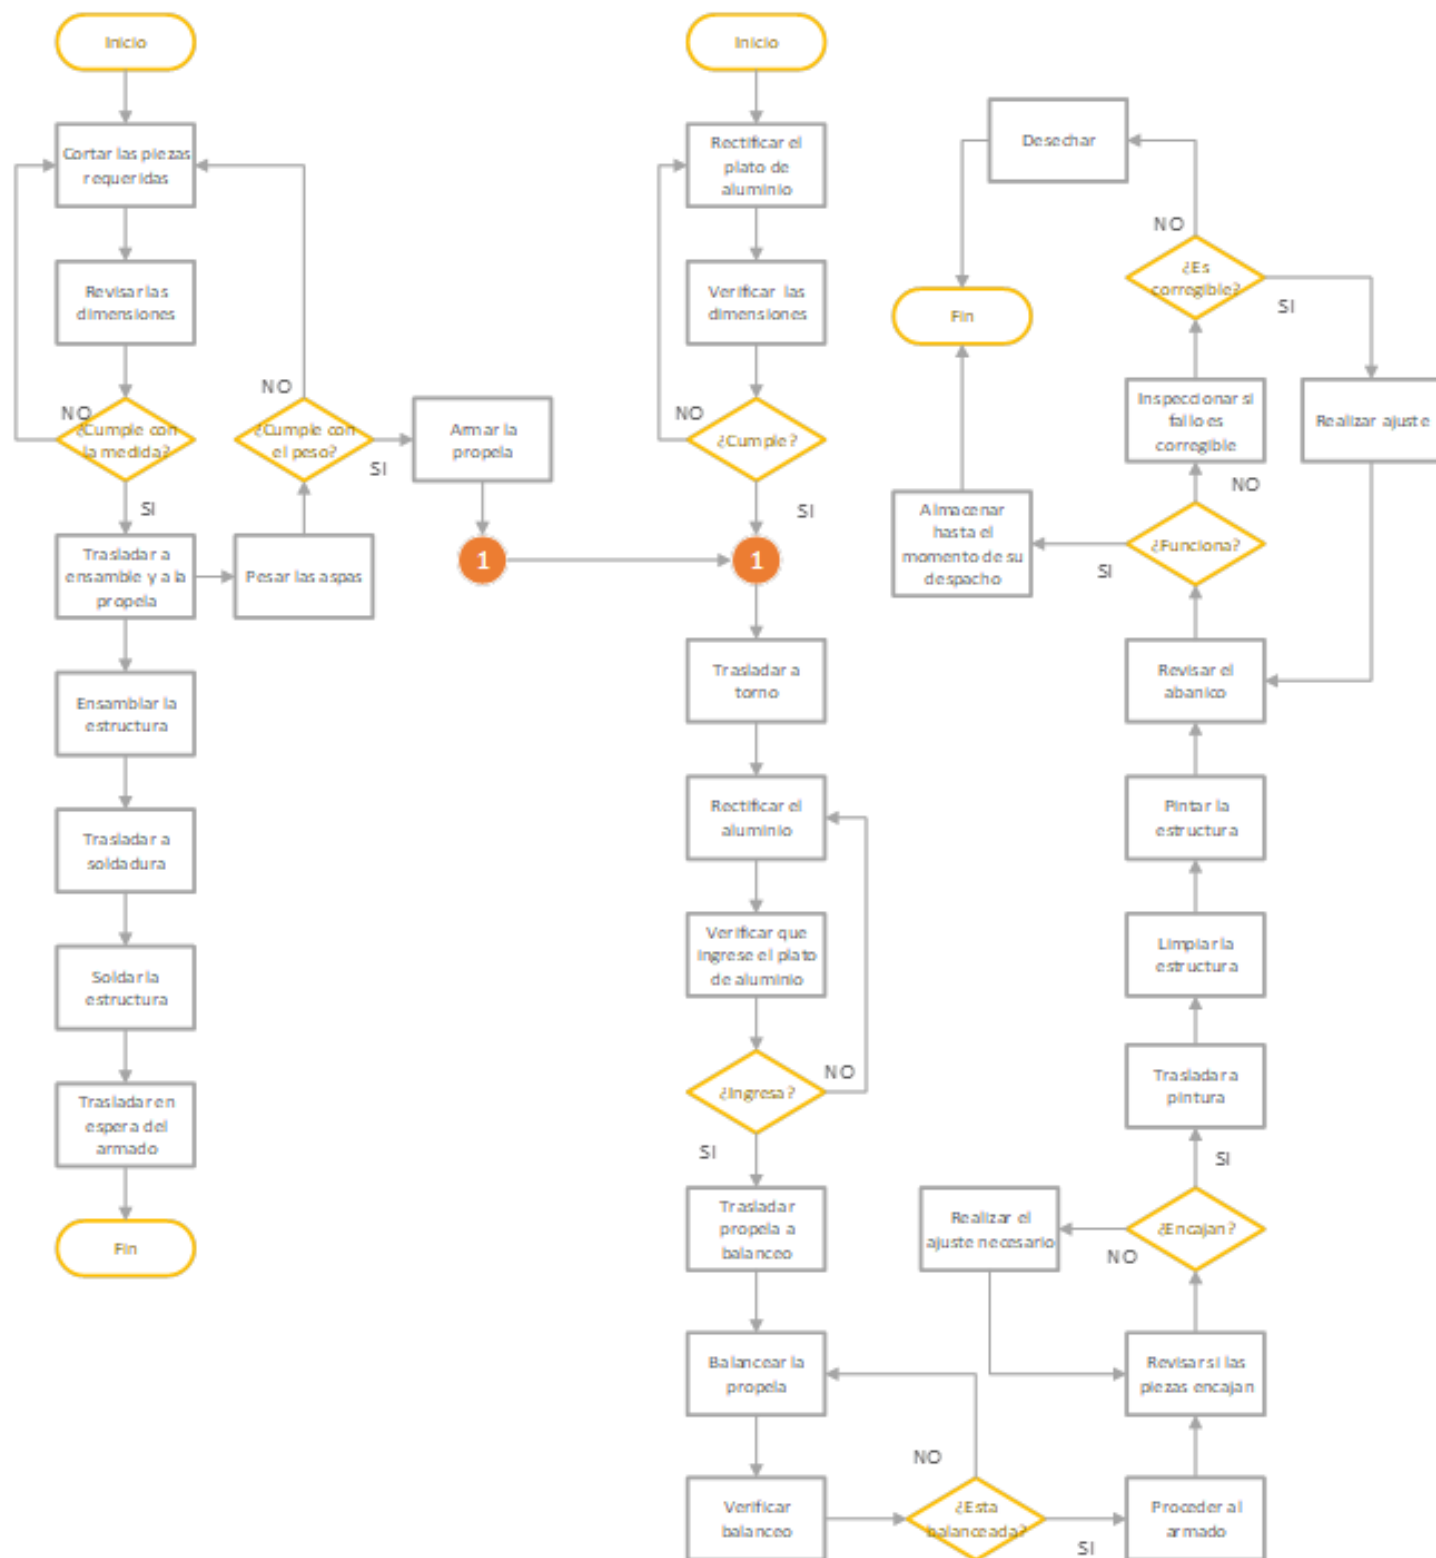 Inicio
Cortar las piezas
requeridas
Revisar las
dimensiones
NO
¿Cumple con
la medida?
SI
Trasladar a
ensamble y a la
propela
Pesar las aspas
NO
¿Cumple con
el peso?
SI
Armar la
propela
1
Ensamblar la
estructura
Trasladar a
soldadura
Soldar la
estructura
Trasladar en
espera del
armado
Fin
Inicio
Rectificar el
plato de
aluminio
Verificar las
dimensiones
NO
¿Cumple?
SI
1
Trasladar a
torno
Rectificar el
aluminio
Verificar que
ingrese el plato
de aluminio
¿Ingresa?
NO
SI
Trasladar
propela a
balanceo
Balancear la
propela
Verificar
balanceo
NO
¿Esta
balanceada?
SI
Proceder al
armado
Revisar si las
piezas encajan
¿Encajan?
NO
Realizar el
ajuste necesario
SI
Trasladar a
pintura
Limpiar la
estructura
Pintar la
estructura
Revisar el
abanico
¿Funciona?
SI
Almacenar
hasta el
momento de su
despacho
NO
Inspeccionar si
fallo es
corregible
¿Es
corregible?
SI
Realizar ajuste
NO
Desechar
Fin